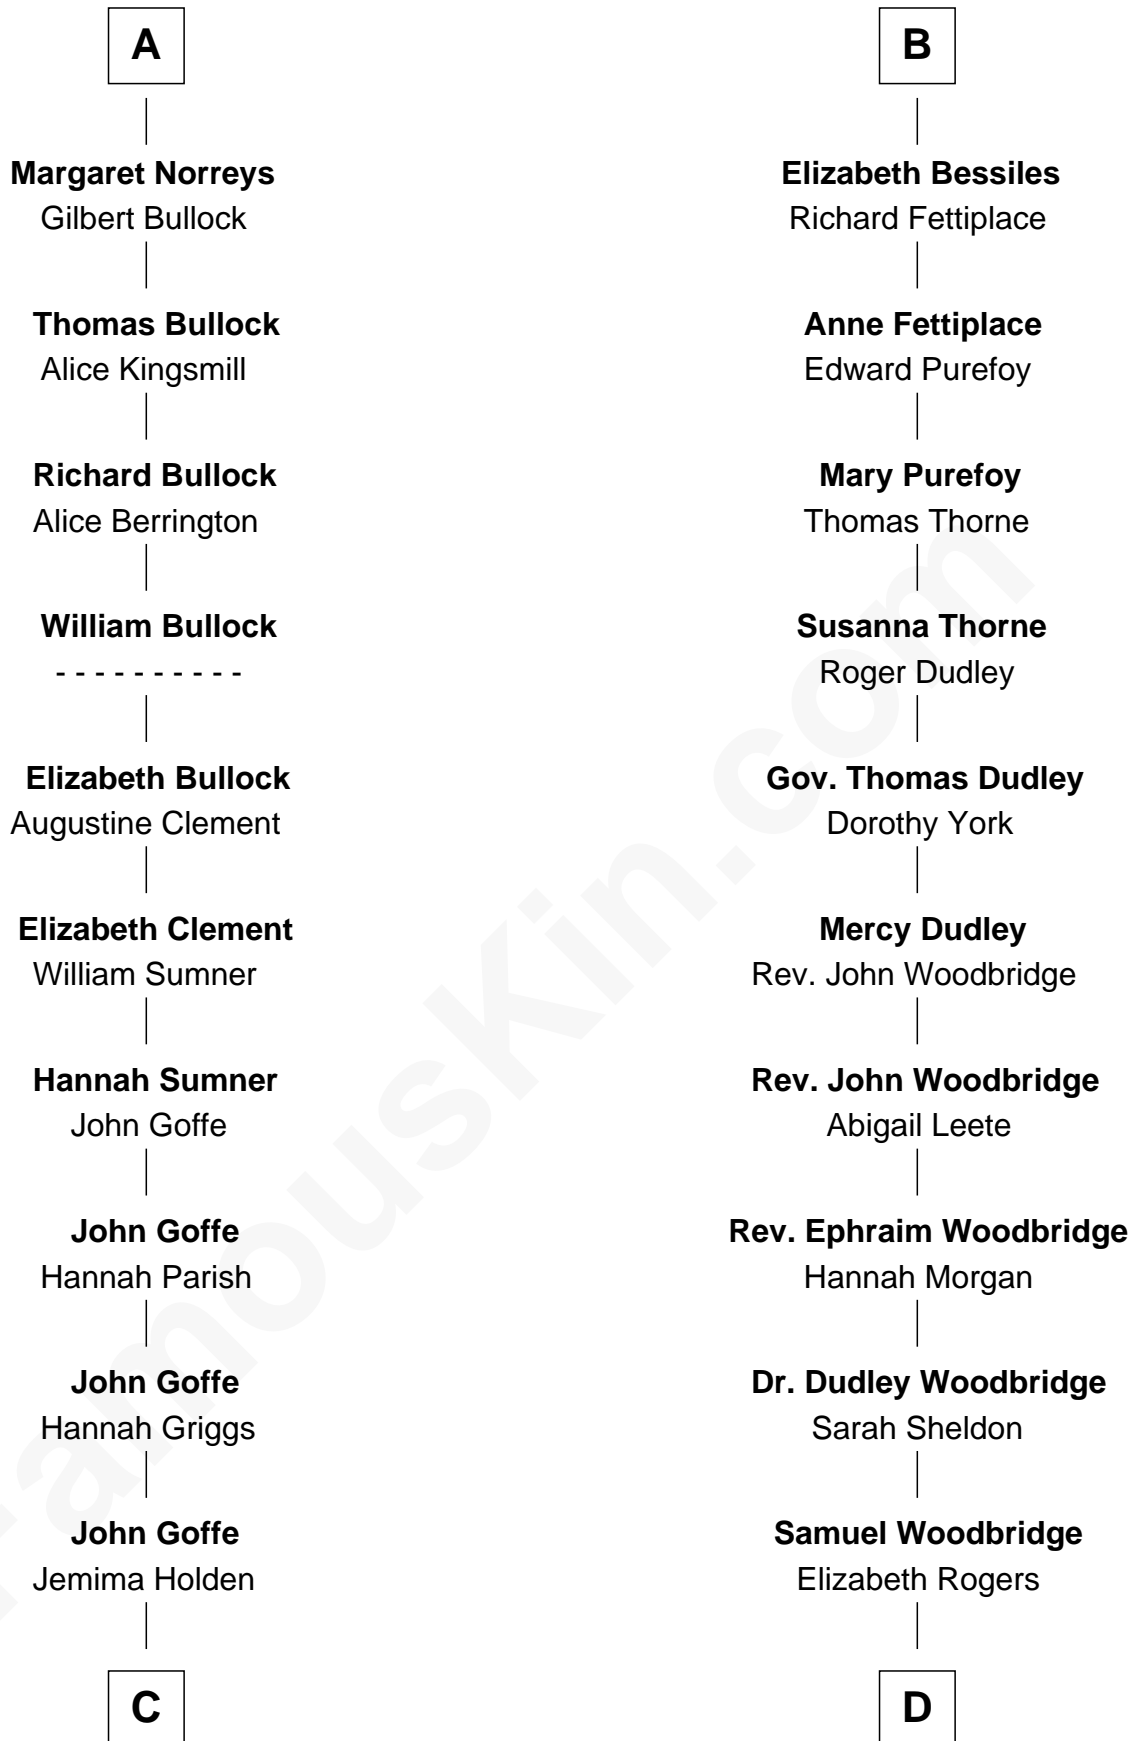 A
Margaret Norreys
Gilbert Bullock
Thomas Bullock
Alice Kingsmill
Richard Bullock
Alice Berrington
William Bullock
- - - - - - - - - -
Elizabeth Bullock
Augustine Clement
Elizabeth Clement
William Sumner
Hannah Sumner
John Goffe
John Goffe
Hannah Parish
John Goffe
Hannah Griggs
John Goffe
Jemima Holden
C
B
Elizabeth Bessiles
Richard Fettiplace
Anne Fettiplace
Edward Purefoy
Mary Purefoy
Thomas Thorne
Susanna Thorne
Roger Dudley
Gov. Thomas Dudley
Dorothy York
Mercy Dudley
Rev. John Woodbridge
Rev. John Woodbridge
Abigail Leete
Rev. Ephraim Woodbridge
Hannah Morgan
Dr. Dudley Woodbridge
Sarah Sheldon
Samuel Woodbridge
Elizabeth Rogers
D
FamousKin.com